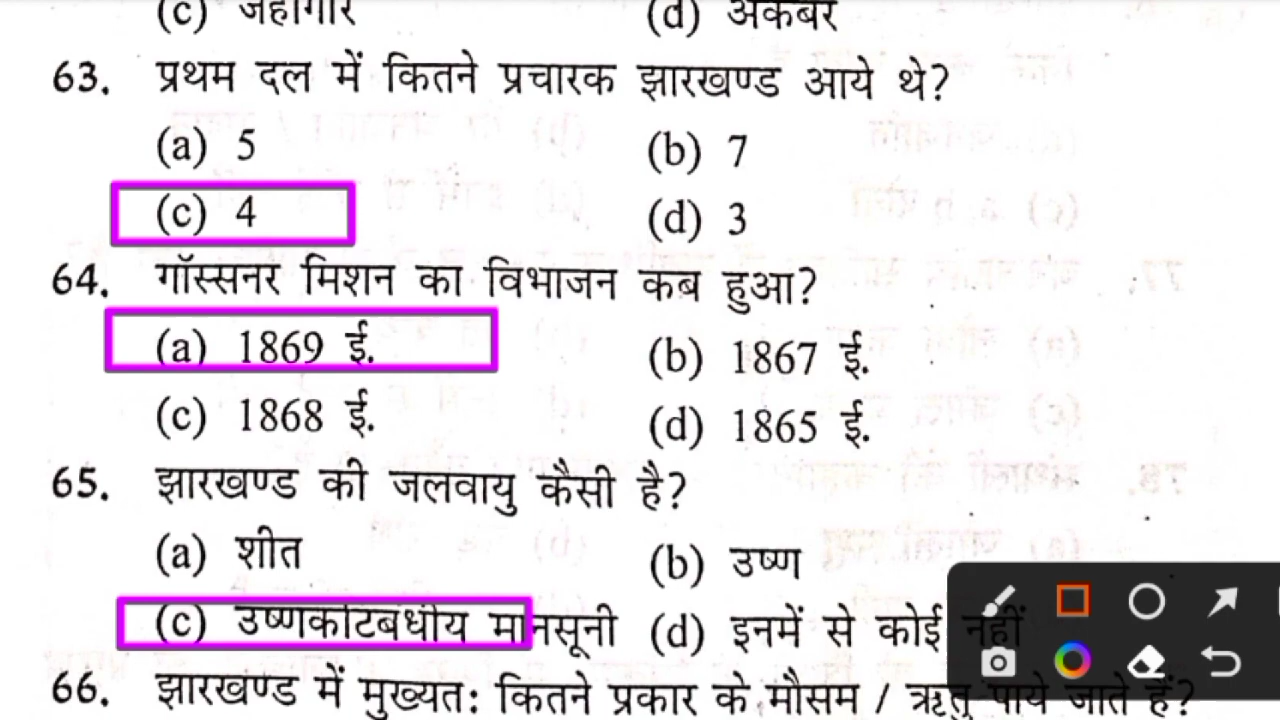 (c) जहाँगीर (d) अकबर
63. प्रथम दल में कितने प्रचारक झारखण्ड आये थे?
(a) 5 (b) 7
(c) 4 (d) 3
64. गॉस्सनर मिशन का विभाजन कब हुआ?
(a) 1869 ई. (b) 1867 ई.
(c) 1868 ई. (d) 1865 ई.
65. झारखण्ड की जलवायु कैसी है?
(a) शीत (b) उष्ण
(c) उष्णकटिबंधीय मानसूनी (d) इनमें से कोई नहीं
66. झारखण्ड में मुख्यत: कितने प्रकार के मौसम / ऋतु पाये जाते हैं?